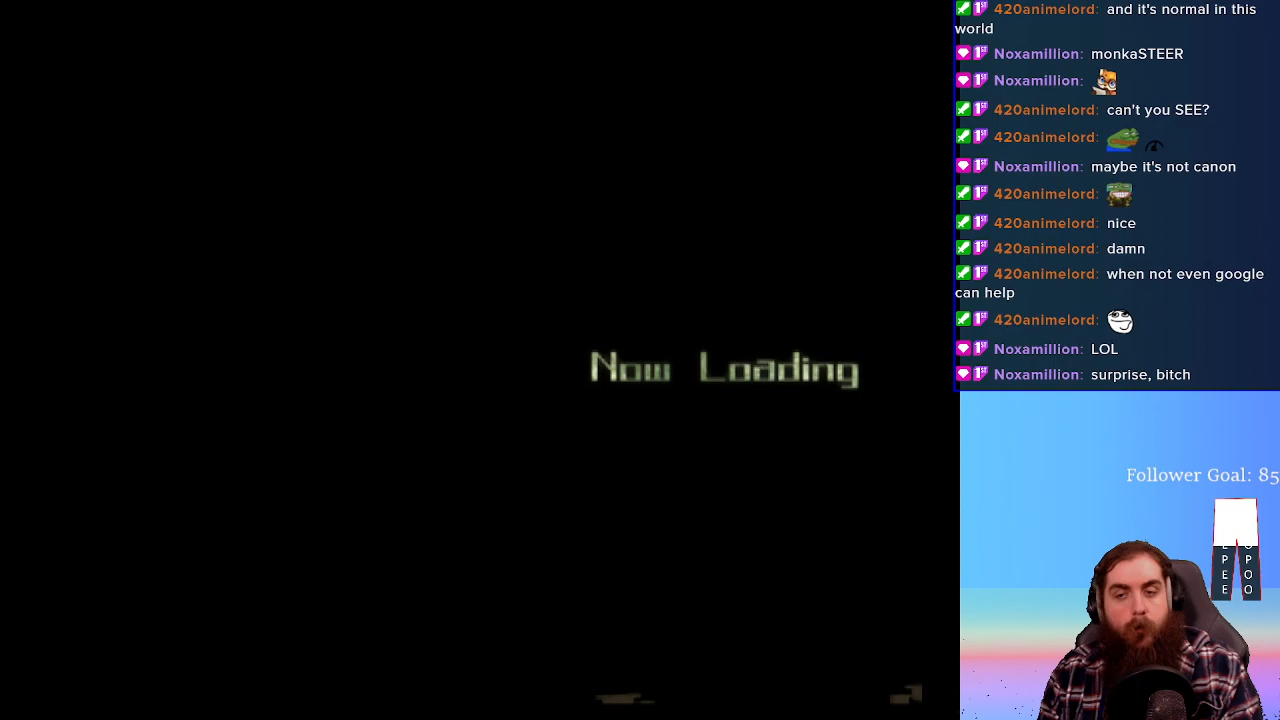 420animelord: and it's normal in this
world
Noxamillion: monkaSTEER
Noxamillion:
420animelord: can't you SEE?
420animelord:
Noxamillion: maybe it's not canon
420animelord:
420animelord: nice
420animelord: damn
420animelord: when not even google
can help
420animelord:
Noxamillion: LOL
Noxamillion: surprise, bitch
Now Loading
Follower Goal: 85
P P
E O
E O